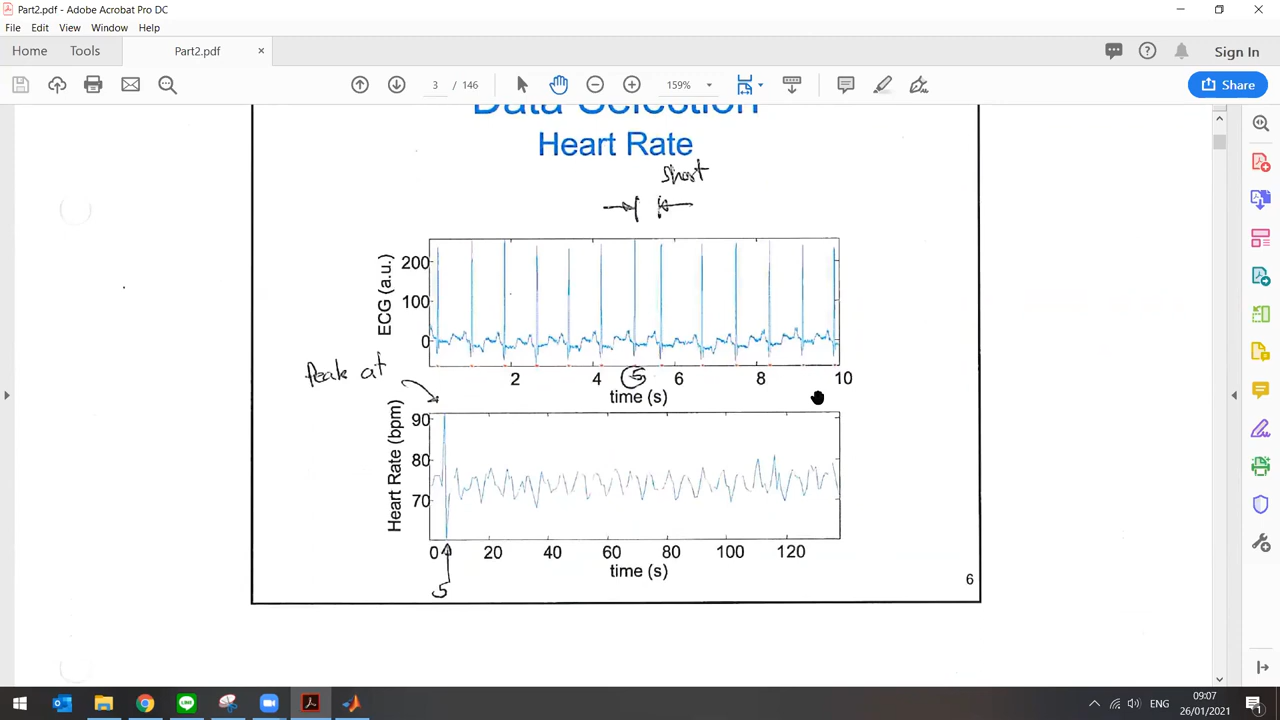 Part2.pdf - Adobe Acrobat Pro DC
File Edit View Window Help
Home Tools Part2.pdf × Sign In
3 / 146 159% Share
Data Selection
Heart Rate
short
ECG (a.u.)
200
100
0
2 4 5 6 8 10
time (s)
Peak at
Heart Rate (bpm)
90
80
70
0 20 40 60 80 100 120
time (s)
5
6
ENG
09:07
26/01/2021
1